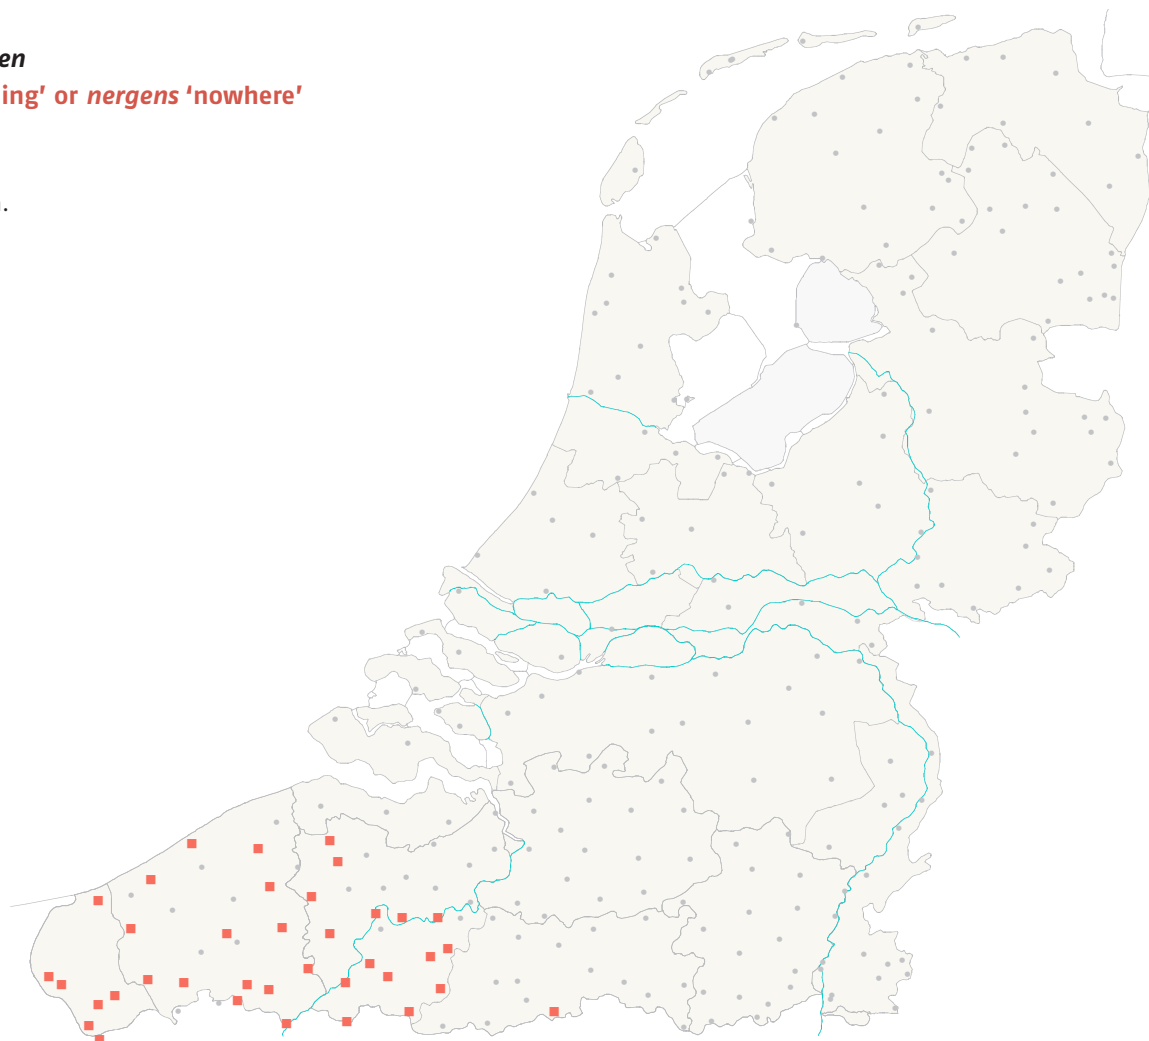 en
ing’ or nergens ‘nowhere’
.